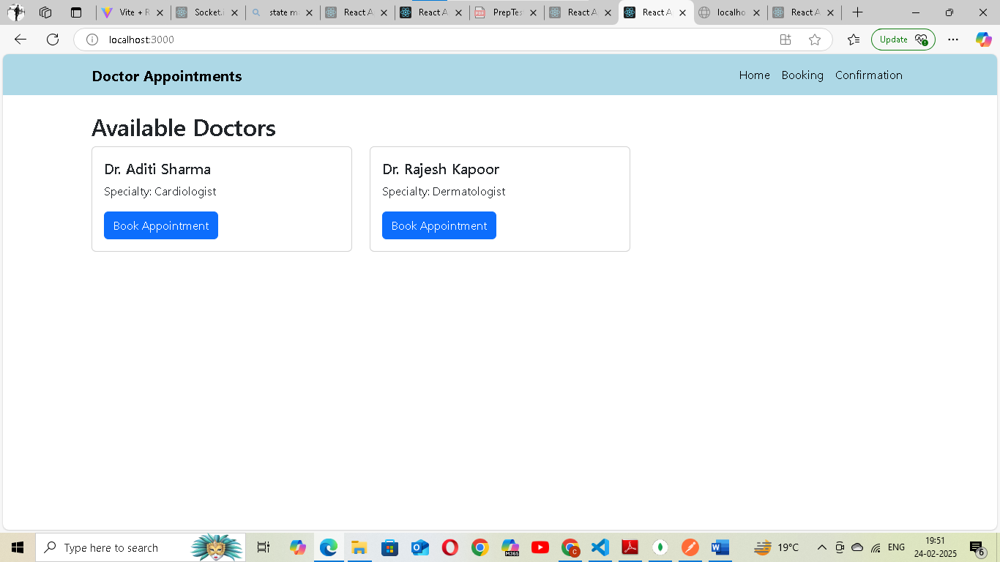 Vite + R
Socket.i
state ma
React A
React A
PrepTes
React A
React A
localho
React A
localhost:3000
Update
Doctor Appointments
Home
Booking
Confirmation
Available Doctors
Dr. Aditi Sharma
Specialty: Cardiologist
Book Appointment
Dr. Rajesh Kapoor
Specialty: Dermatologist
Book Appointment
Type here to search
M365
C
19°C
ENG
19:51
24-02-2025
6